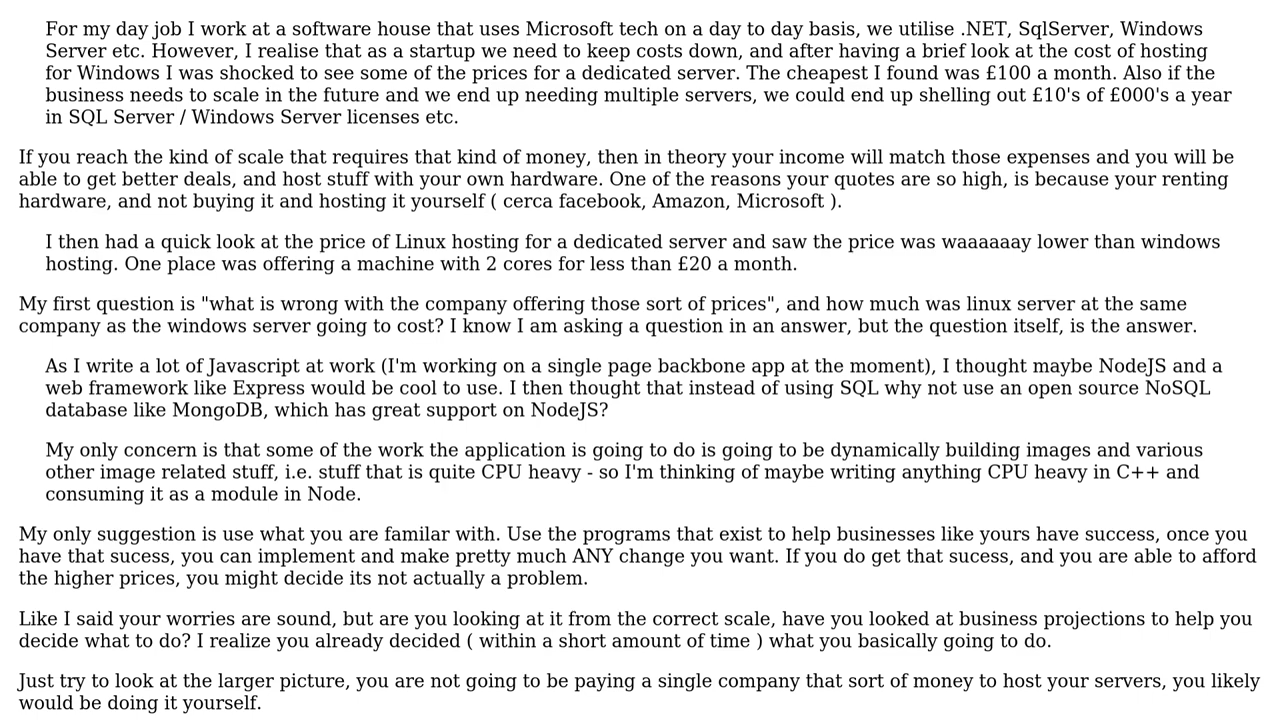 For my day job I work at a software house that uses Microsoft tech on a day to day basis, we utilise .NET, SqlServer, Windows
Server etc. However, I realise that as a startup we need to keep costs down, and after having a brief look at the cost of hosting
for Windows I was shocked to see some of the prices for a dedicated server. The cheapest I found was £100 a month. Also if the
business needs to scale in the future and we end up needing multiple servers, we could end up shelling out £10's of £000's a year
in SQL Server / Windows Server licenses etc.
If you reach the kind of scale that requires that kind of money, then in theory your income will match those expenses and you will be
able to get better deals, and host stuff with your own hardware. One of the reasons your quotes are so high, is because your renting
hardware, and not buying it and hosting it yourself ( cerca facebook, Amazon, Microsoft ).
I then had a quick look at the price of Linux hosting for a dedicated server and saw the price was waaaaaay lower than windows
hosting. One place was offering a machine with 2 cores for less than £20 a month.
My first question is "what is wrong with the company offering those sort of prices", and how much was linux server at the same
company as the windows server going to cost? I know I am asking a question in an answer, but the question itself, is the answer.
As I write a lot of Javascript at work (I'm working on a single page backbone app at the moment), I thought maybe NodeJS and a
web framework like Express would be cool to use. I then thought that instead of using SQL why not use an open source NoSQL
database like MongoDB, which has great support on NodeJS?
My only concern is that some of the work the application is going to do is going to be dynamically building images and various
other image related stuff, i.e. stuff that is quite CPU heavy - so I'm thinking of maybe writing anything CPU heavy in C++ and
consuming it as a module in Node.
My only suggestion is use what you are familar with. Use the programs that exist to help businesses like yours have success, once you
have that sucess, you can implement and make pretty much ANY change you want. If you do get that sucess, and you are able to afford
the higher prices, you might decide its not actually a problem.
Like I said your worries are sound, but are you looking at it from the correct scale, have you looked at business projections to help you
decide what to do? I realize you already decided ( within a short amount of time ) what you basically going to do.
Just try to look at the larger picture, you are not going to be paying a single company that sort of money to host your servers, you likely
would be doing it yourself.